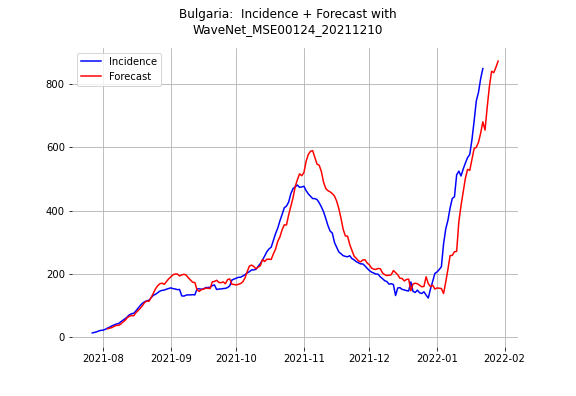 Bulgaria:  Incidence + Forecast with
WaveNet_MSE00124_20211210
Incidence
Forecast
800
600
400
200
0
2021-08 2021-09 2021-10 2021-11 2021-12 2022-01 2022-02